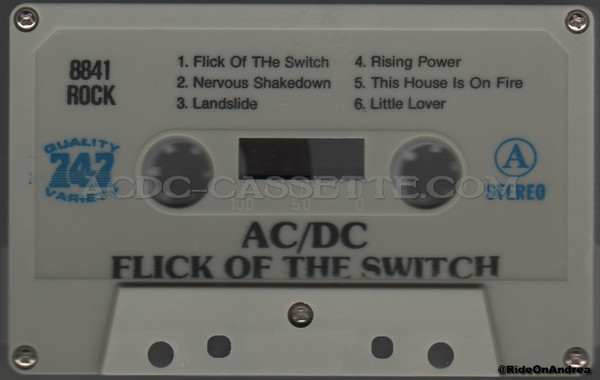 8841
ROCK
1. Flick Of THe Switch
2. Nervous Shakedown
3. Landslide
4. Rising Power
5. This House Is On Fire
6. Little Lover
QUALITY
747
VARIETY
A
STEREO
ACDC-CASSETTE.COM
100 50 0
AC/DC
FLICK OF THE SWITCH
@RideOnAndrea